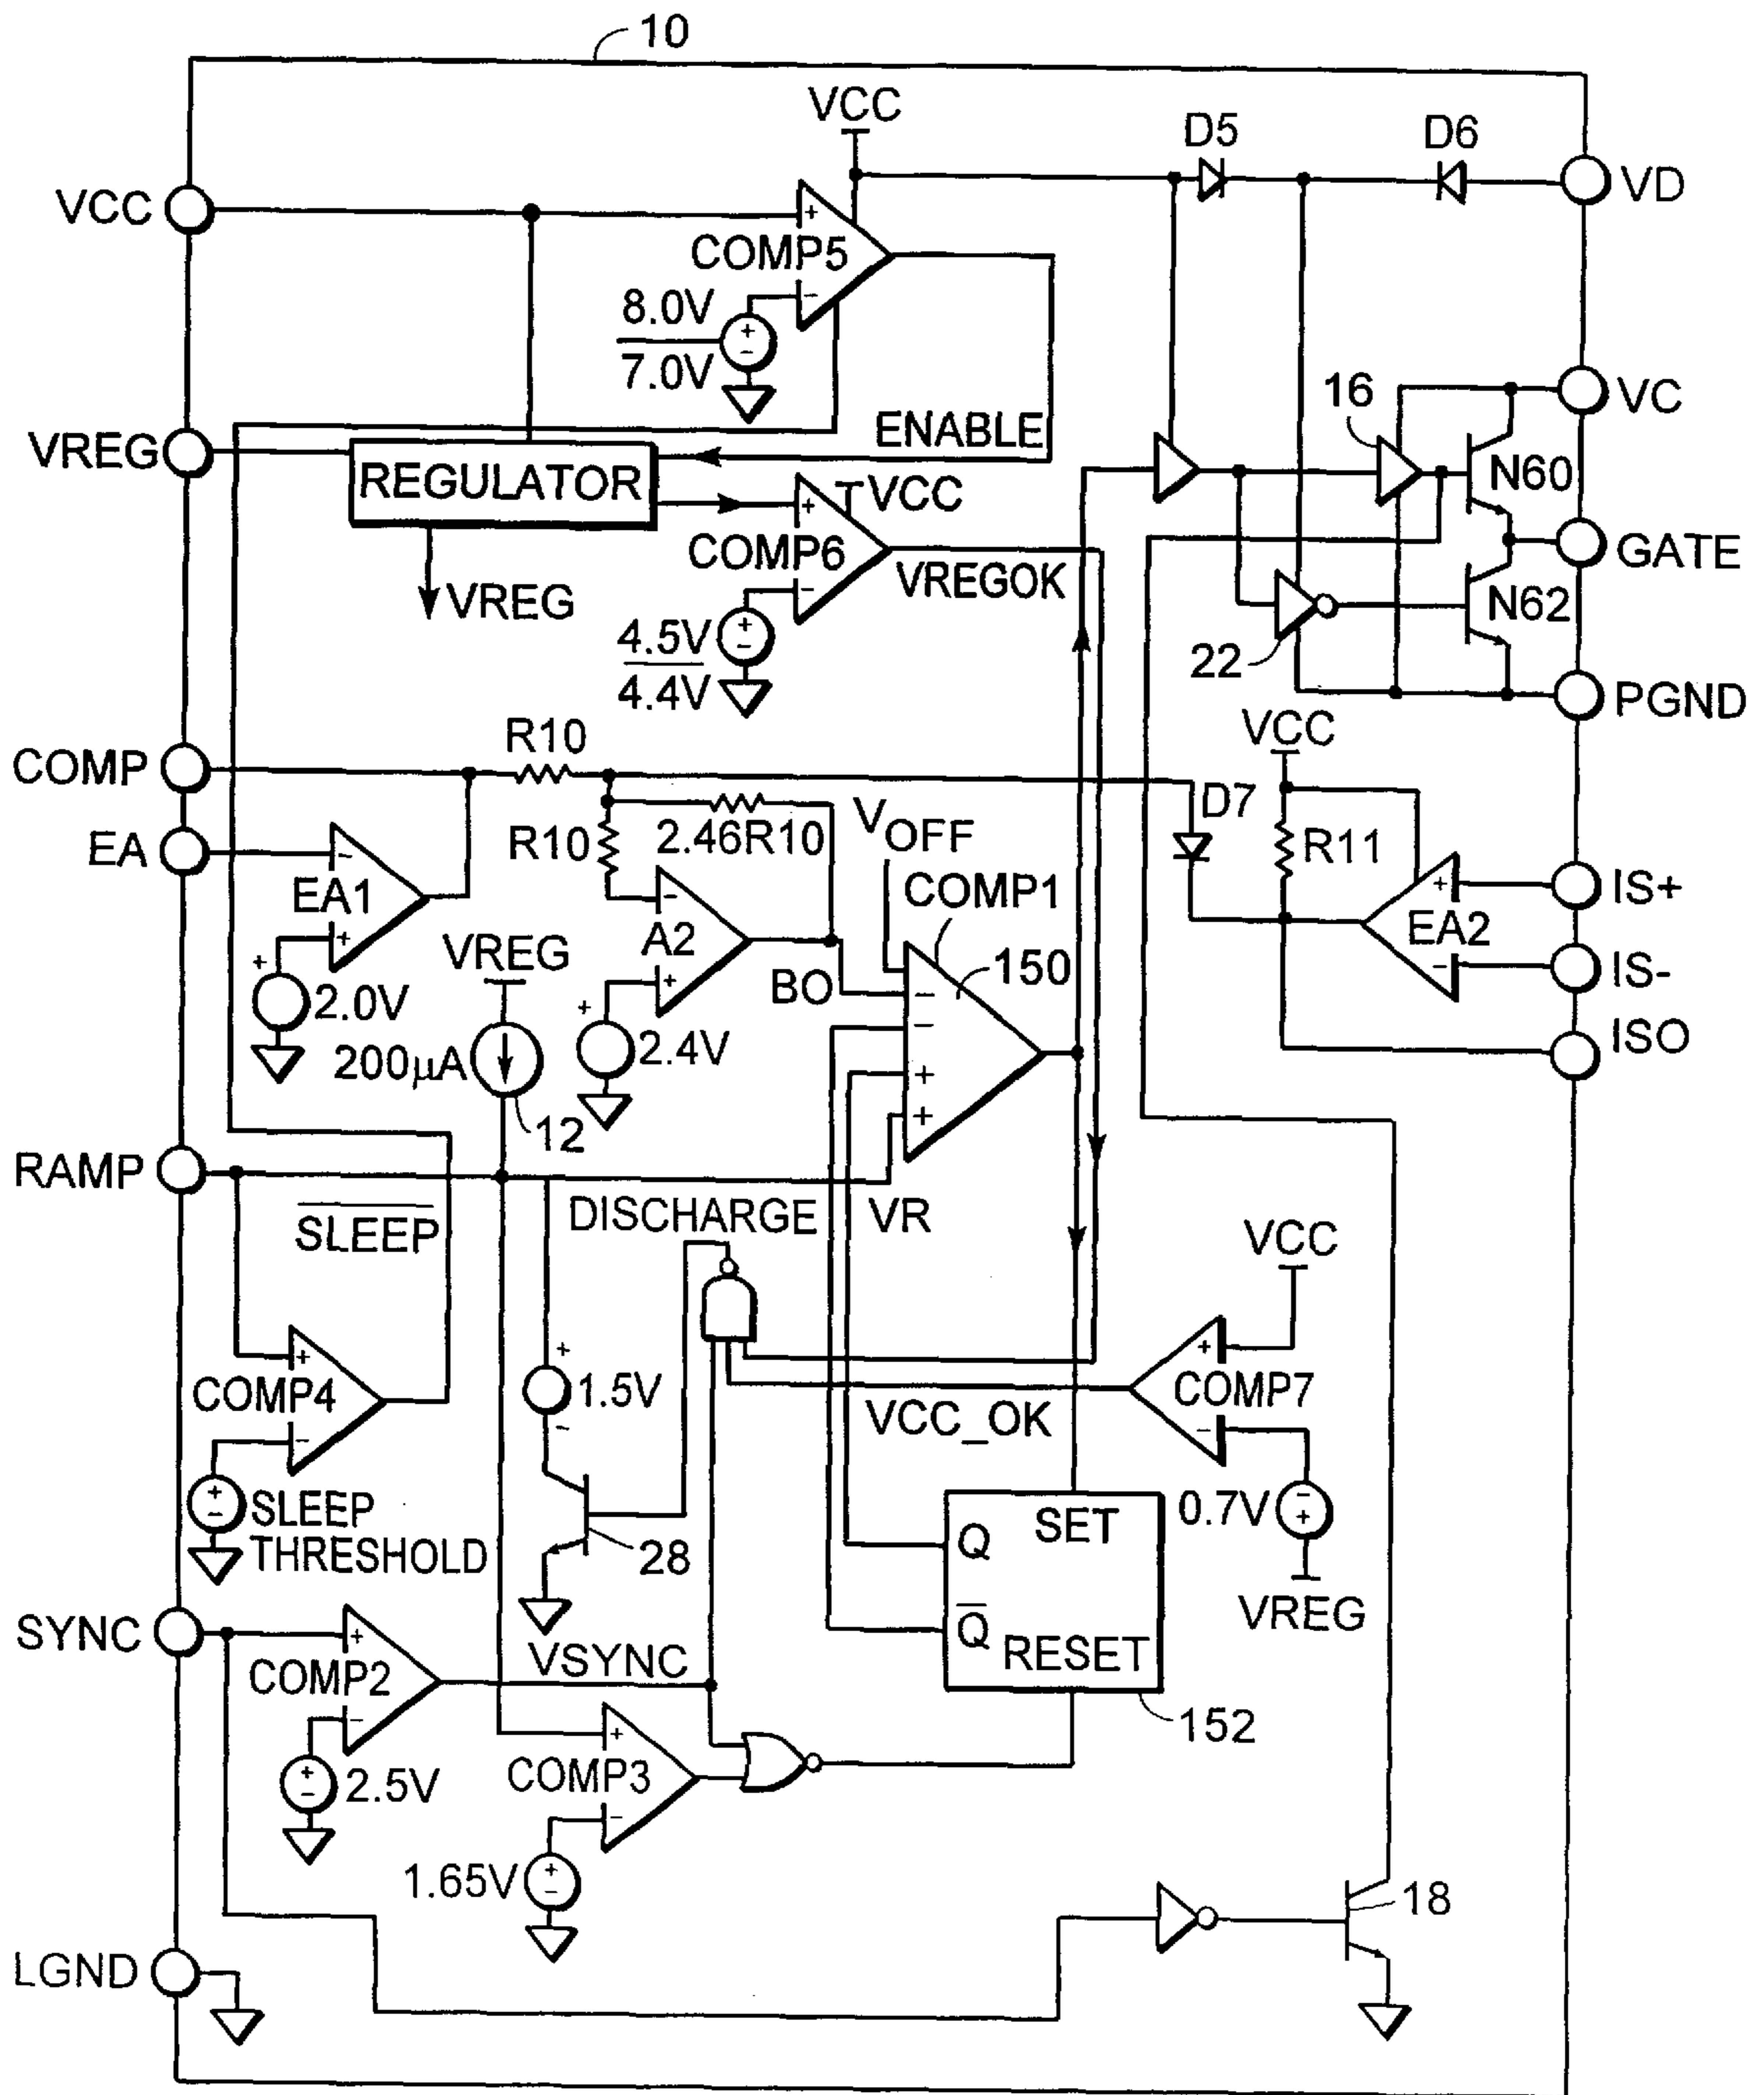 10
VCC
D5
D6
VCC
VD
COMP5
8.0V
7.0V
16
VC
VREG
ENABLE
REGULATOR
VCC
N60
COMP6
GATE
VREG
VREGOK
N62
4.5V
4.4V
22
PGND
R10
VCC
COMP
D7
R10
2.46R10
VOFF
R11
EA
COMP1
IS+
EA1
A2
EA2
VREG
150
IS-
2.0V
BO
ISO
200µA
2.4V
12
RAMP
DISCHARGE
VR
SLEEP
VCC
COMP4
1.5V
COMP7
VCC_OK
SLEEP
THRESHOLD
28
Q
SET
0.7V
SYNC
Q
RESET
VREG
COMP2
VSYNC
152
2.5V
COMP3
1.65V
18
LGND